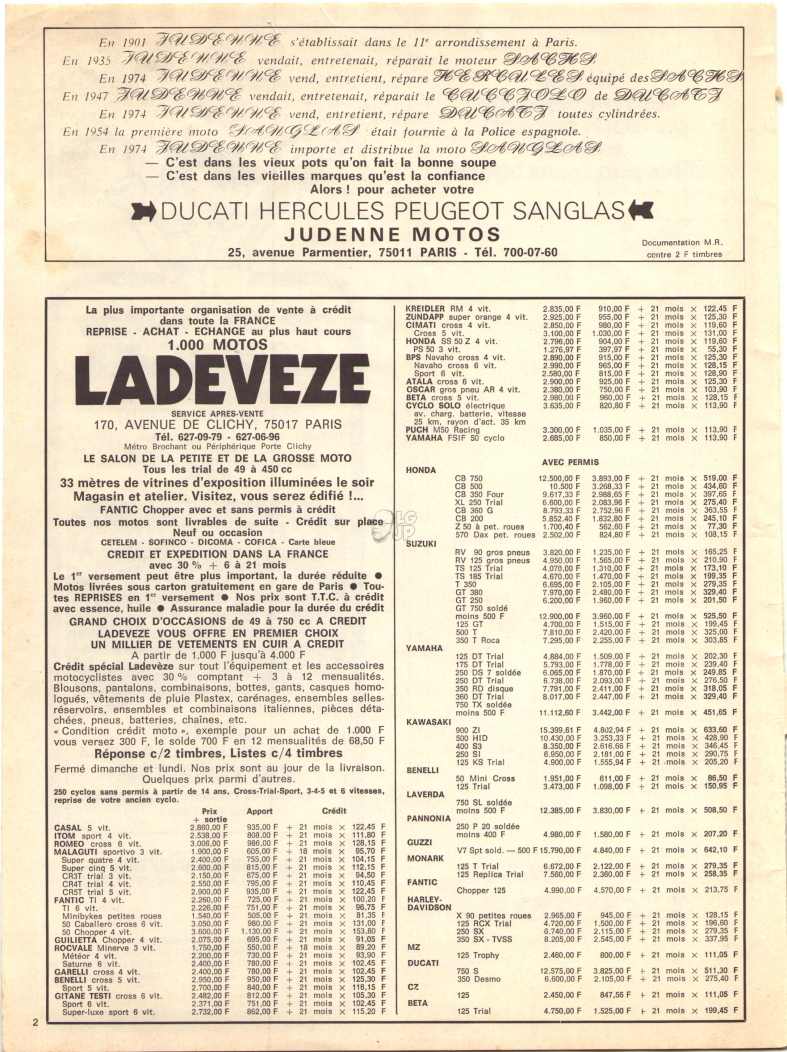 En 1901 JUDENNE s'établissait dans le 11e arrondissement à Paris.
En 1935 JUDENNE vendait, entretenait, réparait le moteur SACHS.
En 1974 JUDENNE vend, entretient, répare HERCULES équipé des SACHS
En 1947 JUDENNE vendait, entretenait, réparait le CUCCIOLO de DUCATI
En 1974 JUDENNE vend, entretient, répare DUCATI toutes cylindrées.
En 1954 la première moto SANGLAS était fournie à la Police espagnole.
En 1974 JUDENNE importe et distribue la moto SANGLAS.
— C'est dans les vieux pots qu'on fait la bonne soupe
— C'est dans les vieilles marques qu'est la confiance
Alors ! pour acheter votre
DUCATI HERCULES PEUGEOT SANGLAS
JUDENNE MOTOS
25, avenue Parmentier, 75011 PARIS - Tél. 700-07-60
Documentation M.R.
contre 2 F timbres
La plus importante organisation de vente à crédit
dans toute la FRANCE
REPRISE - ACHAT - ECHANGE au plus haut cours
1.000 MOTOS
LADEVEZE
SERVICE APRES-VENTE
170, AVENUE DE CLICHY, 75017 PARIS
Tél. 627-09-79 - 627-06-96
Métro Brochant ou Périphérique Porte Clichy
LE SALON DE LA PETITE ET DE LA GROSSE MOTO
Tous les trial de 49 à 450 cc
33 mètres de vitrines d'exposition illuminées le soir
Magasin et atelier. Visitez, vous serez édifié !...
FANTIC Chopper avec et sans permis à crédit
Toutes nos motos sont livrables de suite - Crédit sur place
Neuf ou occasion
CETELEM - SOFINCO - DICOMA - COFICA - Carte bleue
CREDIT ET EXPEDITION DANS LA FRANCE
avec 30 % + 6 à 21 mois
Le 1er versement peut être plus important, la durée réduite ●
Motos livrées sous carton gratuitement en gare de Paris ● Tou-
tes REPRISES en 1er versement ● Nos prix sont T.T.C. à crédit
avec essence, huile ● Assurance maladie pour la durée du crédit
GRAND CHOIX D'OCCASIONS de 49 à 750 cc A CREDIT
LADEVEZE VOUS OFFRE EN PREMIER CHOIX
UN MILLIER DE VETEMENTS EN CUIR A CREDIT
A partir de 1.000 F jusqu'à 4.000 F
Crédit spécial Ladevèze sur tout l'équipement et les accessoires
motocyclistes avec 30 % comptant + 3 à 12 mensualités.
Blousons, pantalons, combinaisons, bottes, gants, casques homo-
logués, vêtements de pluie Plastex, carénages, ensembles selles-
réservoirs, ensembles et combinaisons italiennes, pièces déta-
chées, pneus, batteries, chaînes, etc.
« Condition crédit moto », exemple pour un achat de 1.000 F
vous versez 300 F, le solde 700 F en 12 mensualités de 68,50 F
Réponse c/2 timbres, Listes c/4 timbres
Fermé dimanche et lundi. Nos prix sont au jour de la livraison.
Quelques prix parmi d'autres.
250 cyclos sans permis à partir de 14 ans, Cross-Trial-Sport, 3-4-5 et 6 vitesses,
reprise de votre ancien cyclo.
Prix Apport Crédit
+ sortie
CASAL 5 vit. 2.860,00 F 935,00 F + 21 mois × 122,45 F
ITOM sport 4 vit. 2.538,00 F 808,00 F + 21 mois × 111,80 F
ROMEO cross 6 vit. 3.006,00 F 986,00 F + 21 mois × 128,15 F
MALAGUTI sportivo 3 vit. 1.900,00 F 605,00 F + 18 mois × 95,70 F
Super quatre 4 vit. 2.400,00 F 755,00 F + 21 mois × 104,15 F
Super cinq 5 vit. 2.600,00 F 815,00 F + 21 mois × 112,15 F
CR3T trial 3 vit. 2.150,00 F 675,00 F + 21 mois × 94,50 F
CR4T trial 4 vit. 2.550,00 F 795,00 F + 21 mois × 110,45 F
CR5T trial 5 vit. 2.900,00 F 935,00 F + 21 mois × 122,45 F
FANTIC TI 4 vit. 2.260,00 F 725,00 F + 21 mois × 100,20 F
TI 6 vit. 2.226,00 F 751,00 F + 21 mois × 96,75 F
Minibykes petites roues 1.540,00 F 505,00 F + 21 mois × 81,35 F
50 Caballero cross 6 vit. 3.050,00 F 980,00 F + 21 mois × 131,00 F
50 Chopper 4 vit. 3.600,00 F 1.130,00 F + 21 mois × 153,80 F
GUILIETTA Chopper 4 vit. 2.075,00 F 695,00 F + 21 mois × 91,05 F
ROCVALE Minerve 3 vit. 1.750,00 F 550,00 F + 18 mois × 89,20 F
Météor 4 vit. 2.200,00 F 730,00 F + 21 mois × 93,90 F
Saturne 6 vit. 2.400,00 F 780,00 F + 21 mois × 102,45 F
GARELLI cross 4 vit. 2.400,00 F 780,00 F + 21 mois × 102,45 F
BENELLI cross 5 vit. 2.950,00 F 950,00 F + 21 mois × 125,30 F
Sport 5 vit. 2.700,00 F 840,00 F + 21 mois × 116,15 F
GITANE TESTI cross 6 vit. 2.482,00 F 812,00 F + 21 mois × 105,30 F
Sport 6 vit. 2.371,00 F 751,00 F + 21 mois × 102,45 F
Super-luxe sport 6 vit. 2.732,00 F 862,00 F + 21 mois × 115,20 F
KREIDLER RM 4 vit. 2.835,00 F 910,00 F + 21 mois × 122,45 F
ZUNDAPP super orange 4 vit. 2.925,00 F 955,00 F + 21 mois × 125,30 F
CIMATI cross 4 vit. 2.850,00 F 980,00 F + 21 mois × 119,60 F
Cross 5 vit. 3.100,00 F 1.030,00 F + 21 mois × 131,00 F
HONDA SS 50 Z 4 vit. 2.796,00 F 904,00 F + 21 mois × 119,60 F
PS 50 3 vit. 1.276,97 F 397,97 F + 21 mois × 55,30 F
BPS Navaho cross 4 vit. 2.890,00 F 915,00 F + 21 mois × 125,30 F
Navaho cross 6 vit. 2.990,00 F 965,00 F + 21 mois × 128,15 F
Sport 6 vit. 2.580,00 F 815,00 F + 21 mois × 128,90 F
ATALA cross 6 vit. 2.900,00 F 925,00 F + 21 mois × 125,30 F
OSCAR gros pneu AR 4 vit. 2.380,00 F 750,00 F + 21 mois × 103,90 F
BETA cross 5 vit. 2.980,00 F 960,00 F + 21 mois × 128,15 F
CYCLO SOLO électrique 3.635,00 F 820,80 F + 21 mois × 113,90 F
av. charg. batterie, vitesse
25 km, rayon d'act. 35 km
PUCH M50 Racing 3.300,00 F 1.035,00 F + 21 mois × 113,90 F
YAMAHA FSIF 50 cyclo 2.685,00 F 850,00 F + 21 mois × 113,90 F
AVEC PERMIS
HONDA
CB 750 12.500,00 F 3.893,00 F + 21 mois × 519,00 F
CB 500 10.500 F 3.268,33 F + 21 mois × 434,60 F
CB 350 Four 9.617,33 F 2.988,65 F + 21 mois × 397,65 F
XL 250 Trial 6.600,00 F 2.083,96 F + 21 mois × 275,40 F
CB 360 G 8.793,33 F 2.752,96 F + 21 mois × 363,55 F
CB 200 5.852,40 F 1.832,80 F + 21 mois × 245,10 F
Z 50 à pet. roues 1.700,40 F 562,60 F + 21 mois × 77,30 F
570 Dax pet. roues 2.502,00 F 824,80 F + 21 mois × 108,15 F
SUZUKI
RV 90 gros pneus 3.820,00 F 1.235,00 F + 21 mois × 165,25 F
RV 125 gros pneus 4.950,00 F 1.565,00 F + 21 mois × 210,90 F
TS 125 Trial 4.070,00 F 1.310,00 F + 21 mois × 173,10 F
TS 185 Trial 4.670,00 F 1.470,00 F + 21 mois × 199,35 F
T 350 6.695,00 F 2.105,00 F + 21 mois × 279,35 F
GT 380 7.970,00 F 2.480,00 F + 21 mois × 329,40 F
GT 250 6.200,00 F 1.960,00 F + 21 mois × 201,50 F
GT 750 soldé
moins 500 F 12.900,00 F 3.960,00 F + 21 mois × 525,50 F
125 GT 4.700,00 F 1.515,00 F + 21 mois × 199,45 F
500 T 7.810,00 F 2.420,00 F + 21 mois × 325,00 F
350 T Roca 7.295,00 F 2.255,00 F + 21 mois × 303,85 F
YAMAHA
125 DT Trial 4.884,00 F 1.509,00 F + 21 mois × 202,30 F
175 DT Trial 5.793,00 F 1.778,00 F + 21 mois × 239,40 F
250 DS 7 soldée 6.065,00 F 1.870,00 F + 21 mois × 249,85 F
250 DT Trial 6.738,00 F 2.093,00 F + 21 mois × 276,50 F
350 RD disque 7.791,00 F 2.411,00 F + 21 mois × 318,05 F
360 DT Trial 8.017,00 F 2.447,00 F + 21 mois × 329,40 F
750 TX soldée
moins 500 F 11.112,60 F 3.442,00 F + 21 mois × 451,65 F
KAWASAKI
900 ZI 15.399,61 F 4.802,94 F + 21 mois × 633,60 F
500 HID 10.430,00 F 3.253,33 F + 21 mois × 428,90 F
400 S3 8.350,00 F 2.616,66 F + 21 mois × 346,45 F
250 SI 6.950,00 F 2.181,00 F + 21 mois × 290,75 F
125 KS Trial 4.900,00 F 1.555,94 F + 21 mois × 205,20 F
BENELLI
50 Mini Cross 1.951,00 F 611,00 F + 21 mois × 86,50 F
125 Trial 3.473,00 F 1.098,00 F + 21 mois × 150,95 F
LAVERDA
750 SL soldée
moins 500 F 12.385,00 F 3.830,00 F + 21 mois × 508,50 F
PANNONIA
250 P 20 soldée
moins 400 F 4.980,00 F 1.580,00 F + 21 mois × 207,20 F
GUZZI
V7 Spt sold. — 500 F 15.790,00 F 4.840,00 F + 21 mois × 642,10 F
MONARK
125 T Trial 6.672,00 F 2.122,00 F + 21 mois × 279,35 F
125 Replica Trial 7.560,00 F 2.360,00 F + 21 mois × 258,35 F
FANTIC
Chopper 125 4.990,00 F 4.570,00 F + 21 mois × 213,75 F
HARLEY-
DAVIDSON
X 90 petites roues 2.965,00 F 945,00 F + 21 mois × 128,15 F
125 RCX Trial 4.720,00 F 1.500,00 F + 21 mois × 196,60 F
250 SX 6.740,00 F 2.115,00 F + 21 mois × 279,35 F
350 SX - TVSS 8.205,00 F 2.545,00 F + 21 mois × 337,95 F
MZ
125 Trophy 2.460,00 F 800,00 F + 21 mois × 111,05 F
DUCATI
750 S 12.575,00 F 3.825,00 F + 21 mois × 511,30 F
350 Desmo 6.600,00 F 2.105,00 F + 21 mois × 275,40 F
CZ
125 2.450,00 F 847,56 F + 21 mois × 111,05 F
BETA
125 Trial 4.750,00 F 1.525,00 F + 21 mois × 199,45 F
2